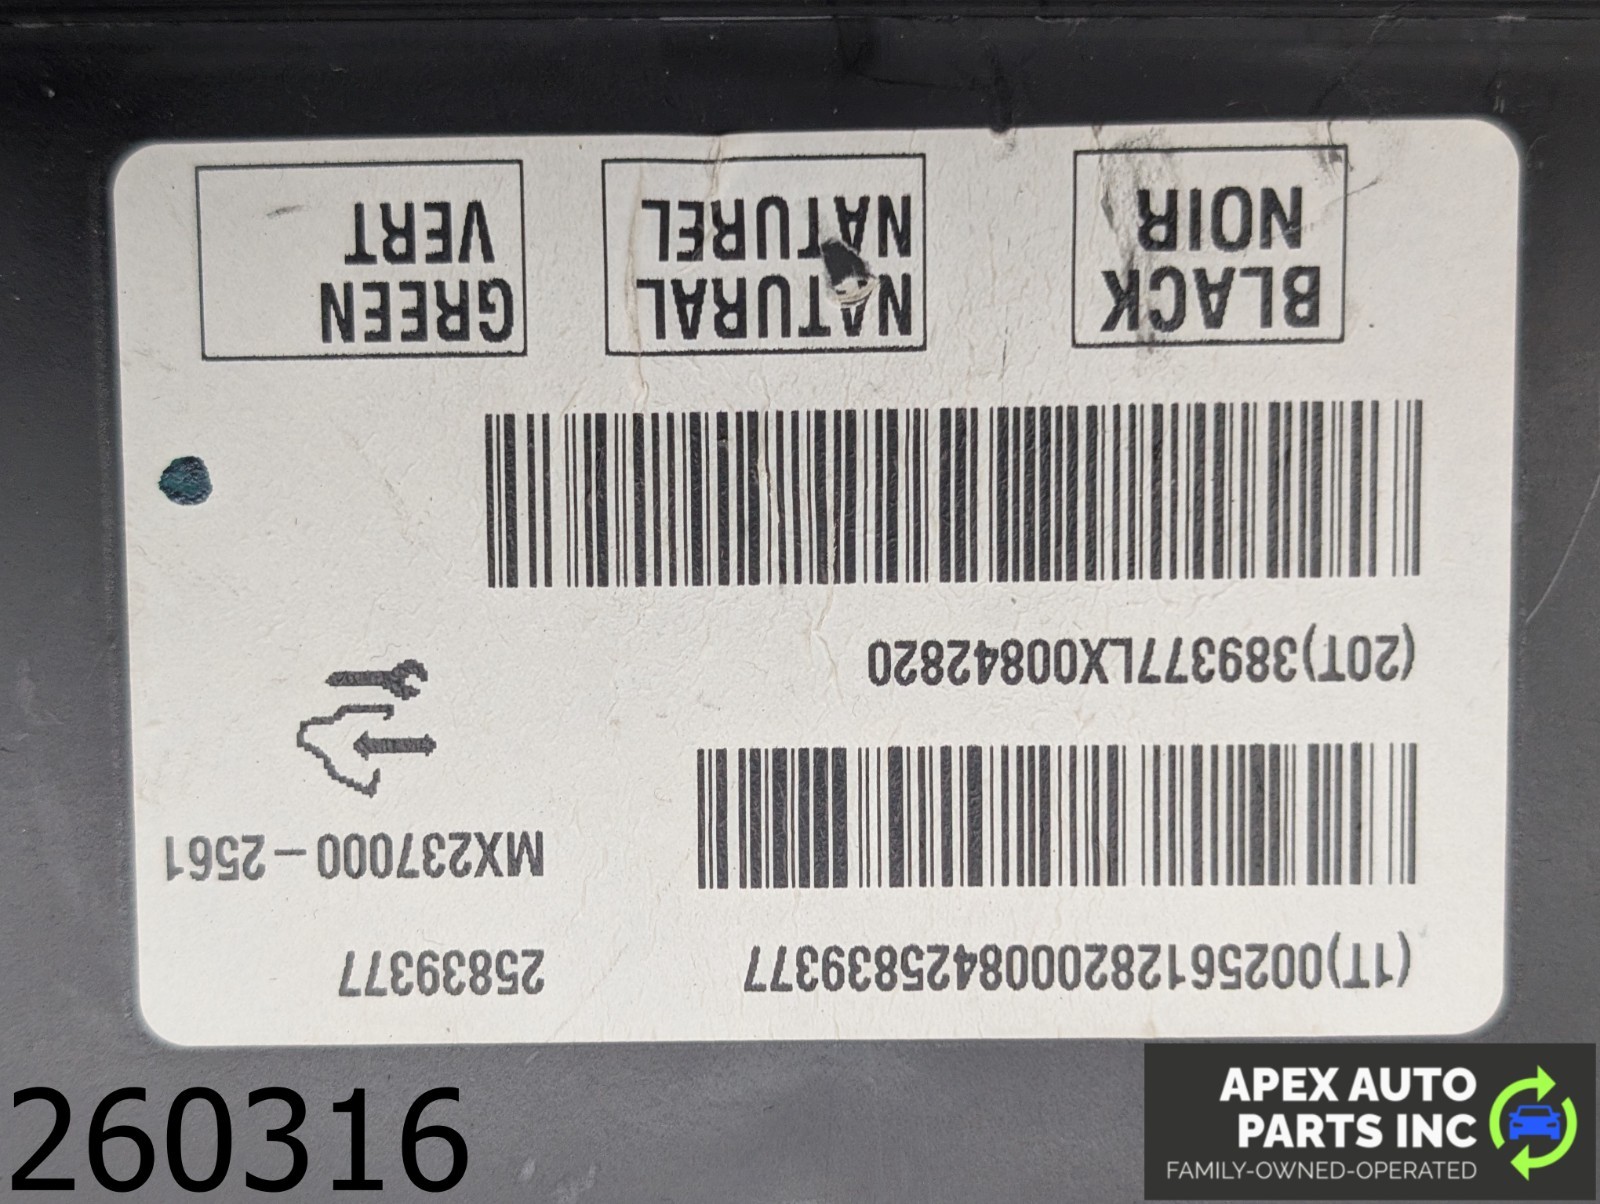 (1T)0025612820008425839377
25839377
MX237000-2561
(20T)389377LX00842820
BLACK
NOIR
NATURAL
NATUREL
GREEN
VERT
260316
APEX AUTO
PARTS INC
FAMILY-OWNED-OPERATED